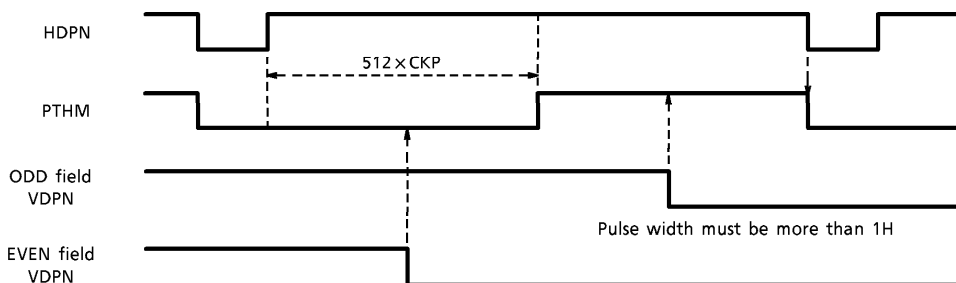 HDPN
512×CKP
PTHM
ODD field
VDPN
Pulse width must be more than 1H
EVEN field
VDPN